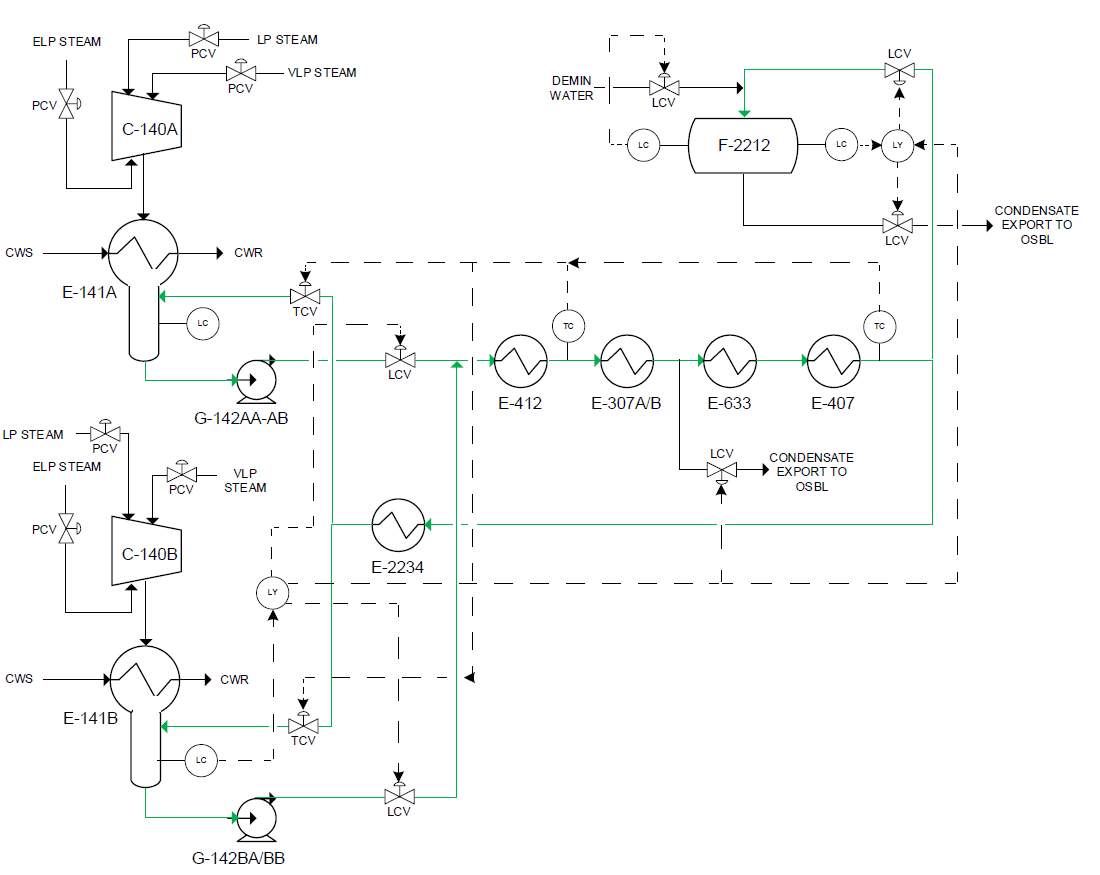 LP STEAM
PCV
ELP STEAM
VLP STEAM
PCV
PCV
C-140A
CWS
CWR
E-141A
LC
TCV
G-142AA-AB
LCV
DEMIN
WATER
LCV
LCV
LC
F-2212
LC
LY
LCV
CONDENSATE
EXPORT TO
OSBL
TC
TC
E-412
E-307A/B
E-633
E-407
LCV
CONDENSATE
EXPORT TO
OSBL
LP STEAM
PCV
ELP STEAM
VLP
STEAM
PCV
PCV
C-140B
E-2234
LY
CWS
CWR
E-141B
TCV
LC
LCV
G-142BA/BB